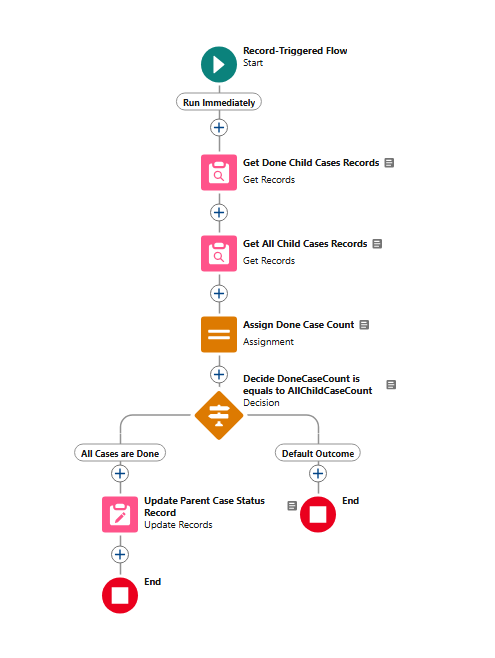 Record-Triggered Flow
Start
Run Immediately
Get Done Child Cases Records
Get Records
Get All Child Cases Records
Get Records
Assign Done Case Count
Assignment
Decide DoneCaseCount is
equals to AllChildCaseCount
Decision
All Cases are Done
Default Outcome
Update Parent Case Status
Record
Update Records
End
End